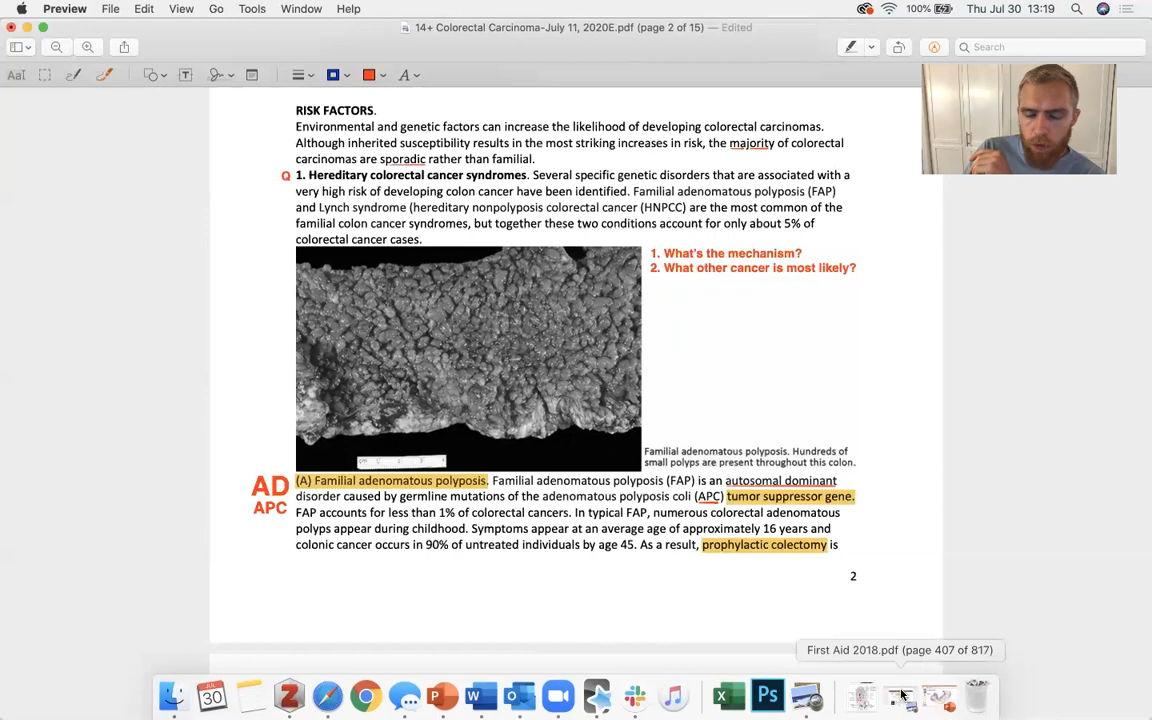 Preview File Edit View Go Tools Window Help
100% Thu Jul 30 13:19
14+ Colorectal Carcinoma-July 11, 2020E.pdf (page 2 of 15) — Edited
Search
AaI
T
A
RISK FACTORS.
Environmental and genetic factors can increase the likelihood of developing colorectal carcinomas.
Although inherited susceptibility results in the most striking increases in risk, the majority of colorectal
carcinomas are sporadic rather than familial.
Q 1. Hereditary colorectal cancer syndromes. Several specific genetic disorders that are associated with a
very high risk of developing colon cancer have been identified. Familial adenomatous polyposis (FAP)
and Lynch syndrome (hereditary nonpolyposis colorectal cancer (HNPCC) are the most common of the
familial colon cancer syndromes, but together these two conditions account for only about 5% of
colorectal cancer cases.
1. What's the mechanism?
2. What other cancer is most likely?
Familial adenomatous polyposis. Hundreds of
small polyps are present throughout this colon.
AD (A) Familial adenomatous polyposis. Familial adenomatous polyposis (FAP) is an autosomal dominant
APC disorder caused by germline mutations of the adenomatous polyposis coli (APC) tumor suppressor gene.
FAP accounts for less than 1% of colorectal cancers. In typical FAP, numerous colorectal adenomatous
polyps appear during childhood. Symptoms appear at an average age of approximately 16 years and
colonic cancer occurs in 90% of untreated individuals by age 45. As a result, prophylactic colectomy is
2
First Aid 2018.pdf (page 407 of 817)
JUL
30
Z
P
W
O
X
Ps